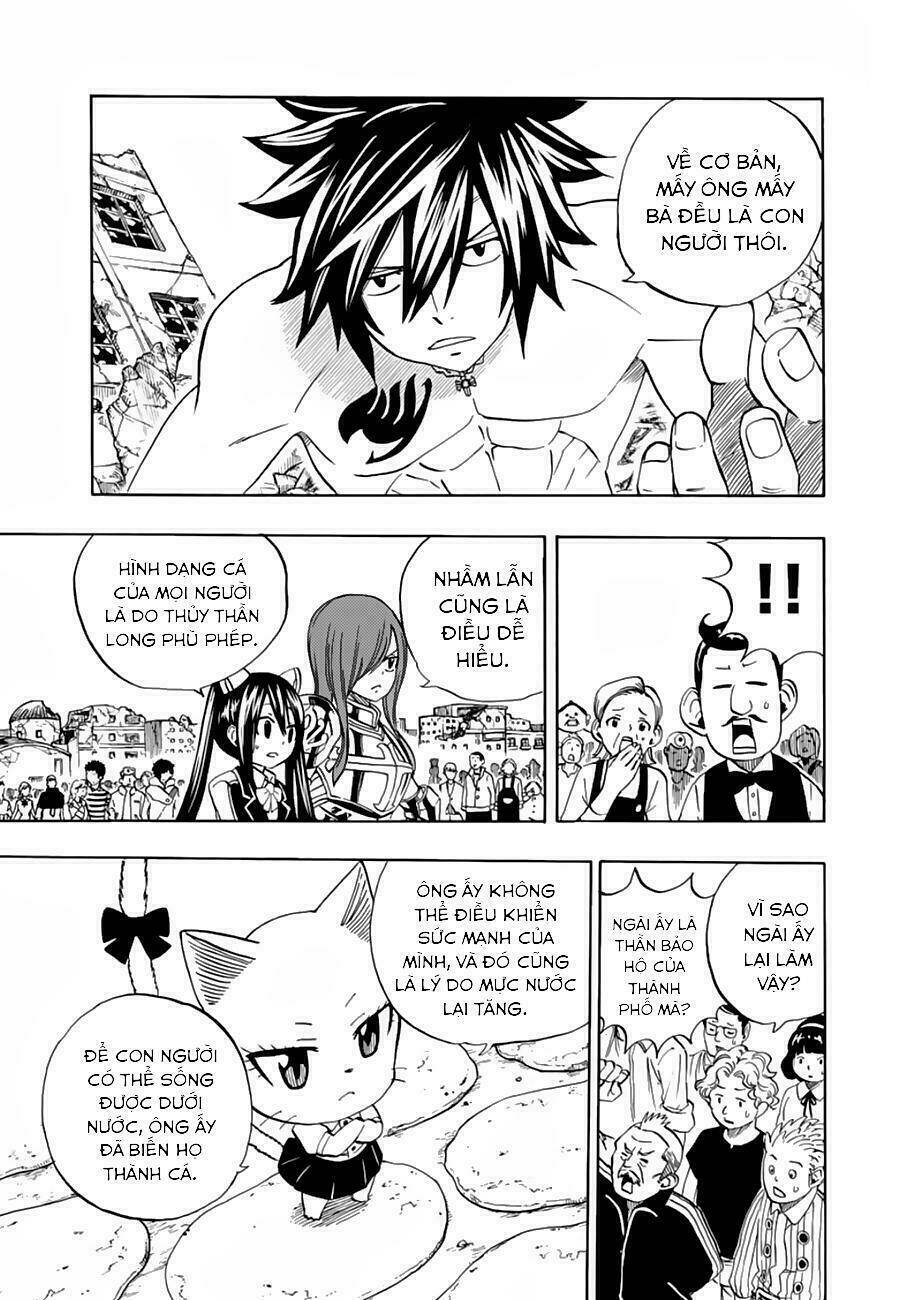 VỀ CƠ BẢN,
MẤY ÔNG MẤY
BÀ ĐỀU LÀ CON
NGƯỜI THÔI.
!!
NHẦM LẪN
CŨNG LÀ
ĐIỀU DỄ
HIỂU.
HÌNH DẠNG CÁ
CỦA MỌI NGƯỜI
LÀ DO THỦY THẦN
LONG PHÙ PHÉP.
VÌ SAO
NGÀI ẤY
LẠI LÀM
VẬY?
NGÀI ẤY LÀ
THẦN BẢO
HỘ CỦA
THÀNH
PHỐ MÀ?
ÔNG ẤY KHÔNG
THỂ ĐIỀU KHIỂN
SỨC MẠNH CỦA
MÌNH, VÀ ĐÓ CŨNG
LÀ LÝ DO MỰC NƯỚC
LẠI TĂNG.
ĐỂ CON NGƯỜI
CÓ THỂ SỐNG
ĐƯỢC DƯỚI
NƯỚC, ÔNG ẤY
ĐÃ BIẾN HỌ
THÀNH CÁ.